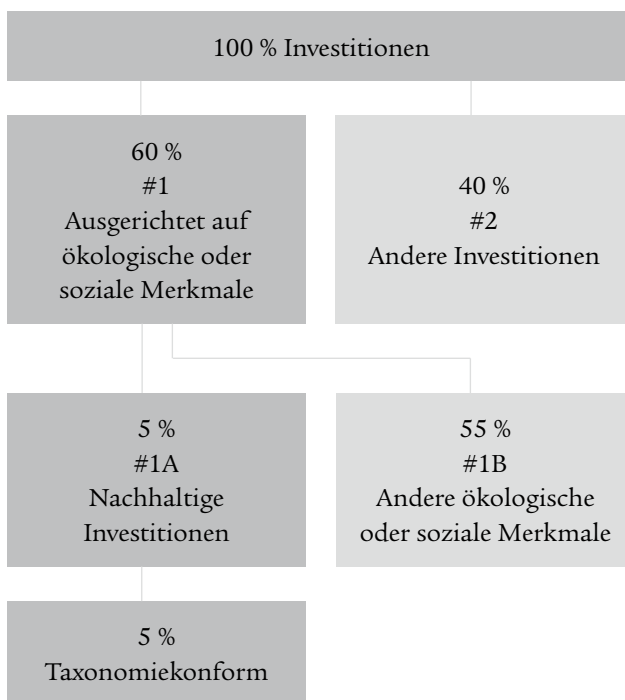 100 % Investitionen
60 %
#1
Ausgerichtet auf
ökologische oder
soziale Merkmale
40 %
#2
Andere Investitionen
5 %
#1A
Nachhaltige
Investitionen
55 %
#1B
Andere ökologische
oder soziale Merkmale
5 %
Taxonomiekonform